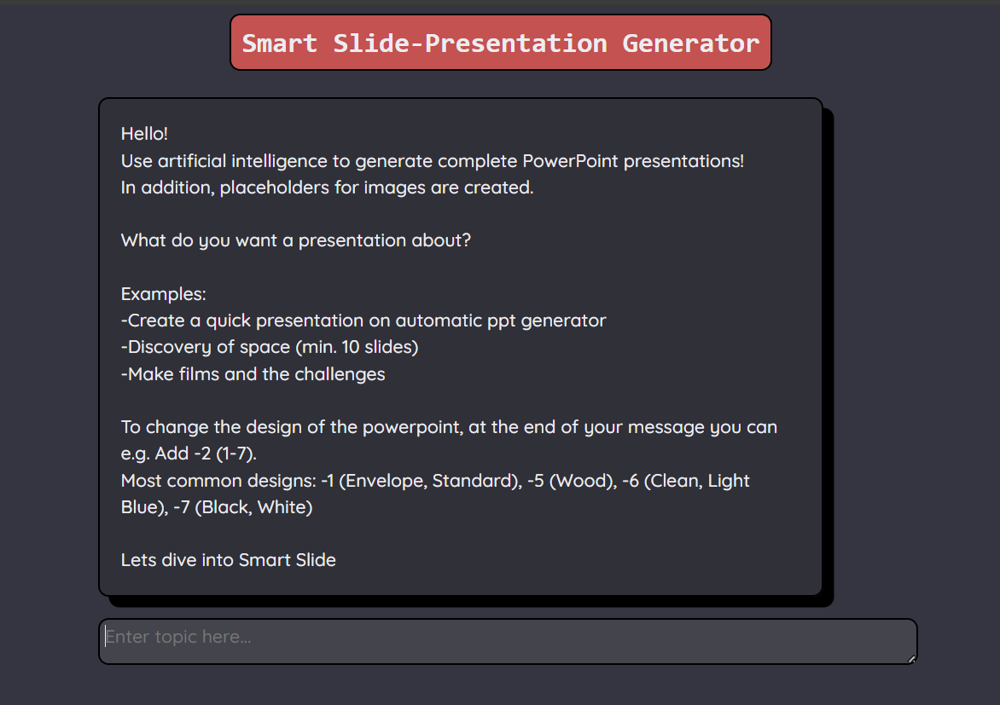 Smart Slide-Presentation Generator
Hello!
Use artificial intelligence to generate complete PowerPoint presentations!
In addition, placeholders for images are created.
What do you want a presentation about?
Examples:
-Create a quick presentation on automatic ppt generator
-Discovery of space (min. 10 slides)
-Make films and the challenges
To change the design of the powerpoint, at the end of your message you can
e.g. Add -2 (1-7).
Most common designs: -1 (Envelope, Standard), -5 (Wood), -6 (Clean, Light
Blue), -7 (Black, White)
Lets dive into Smart Slide
Enter topic here...